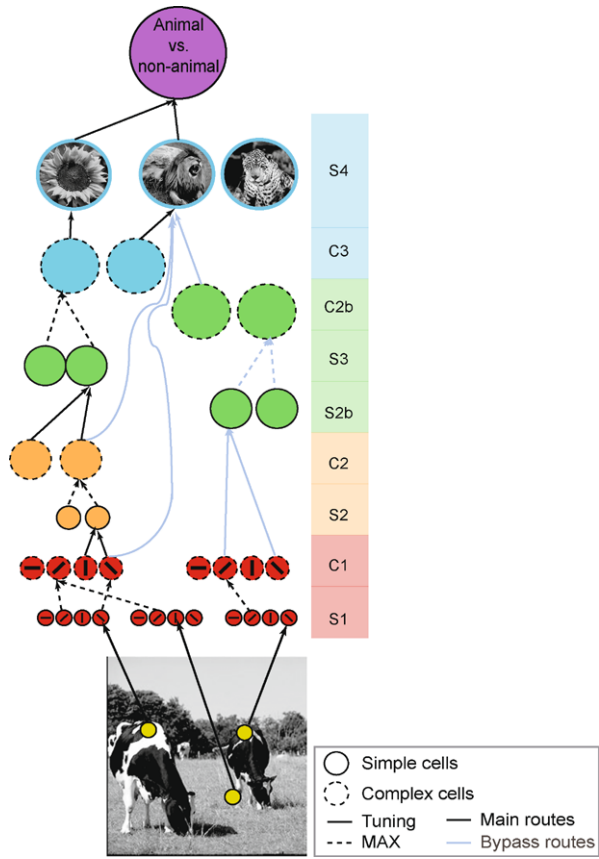 Animal
vs.
non-animal
S4
C3
C2b
S3
S2b
C2
S2
C1
S1
Simple cells
Complex cells
Tuning
Main routes
MAX
Bypass routes